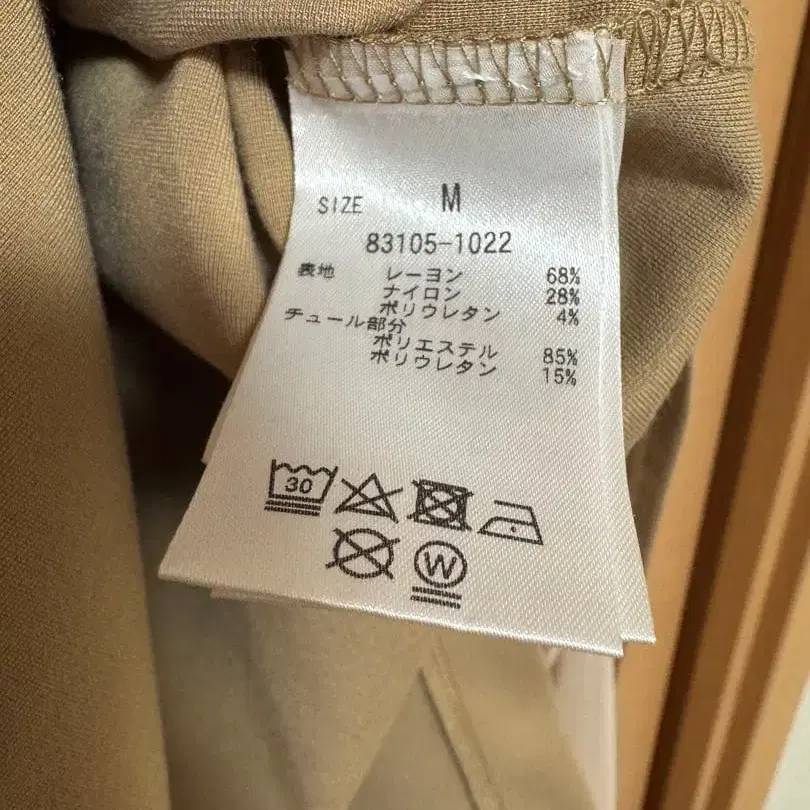 SIZE M
83105-1022
表地 レーヨン 68%
ナイロン 28%
ポリウレタン 4%
チュール部分
ポリエステル 85%
ポリウレタン 15%
30
W